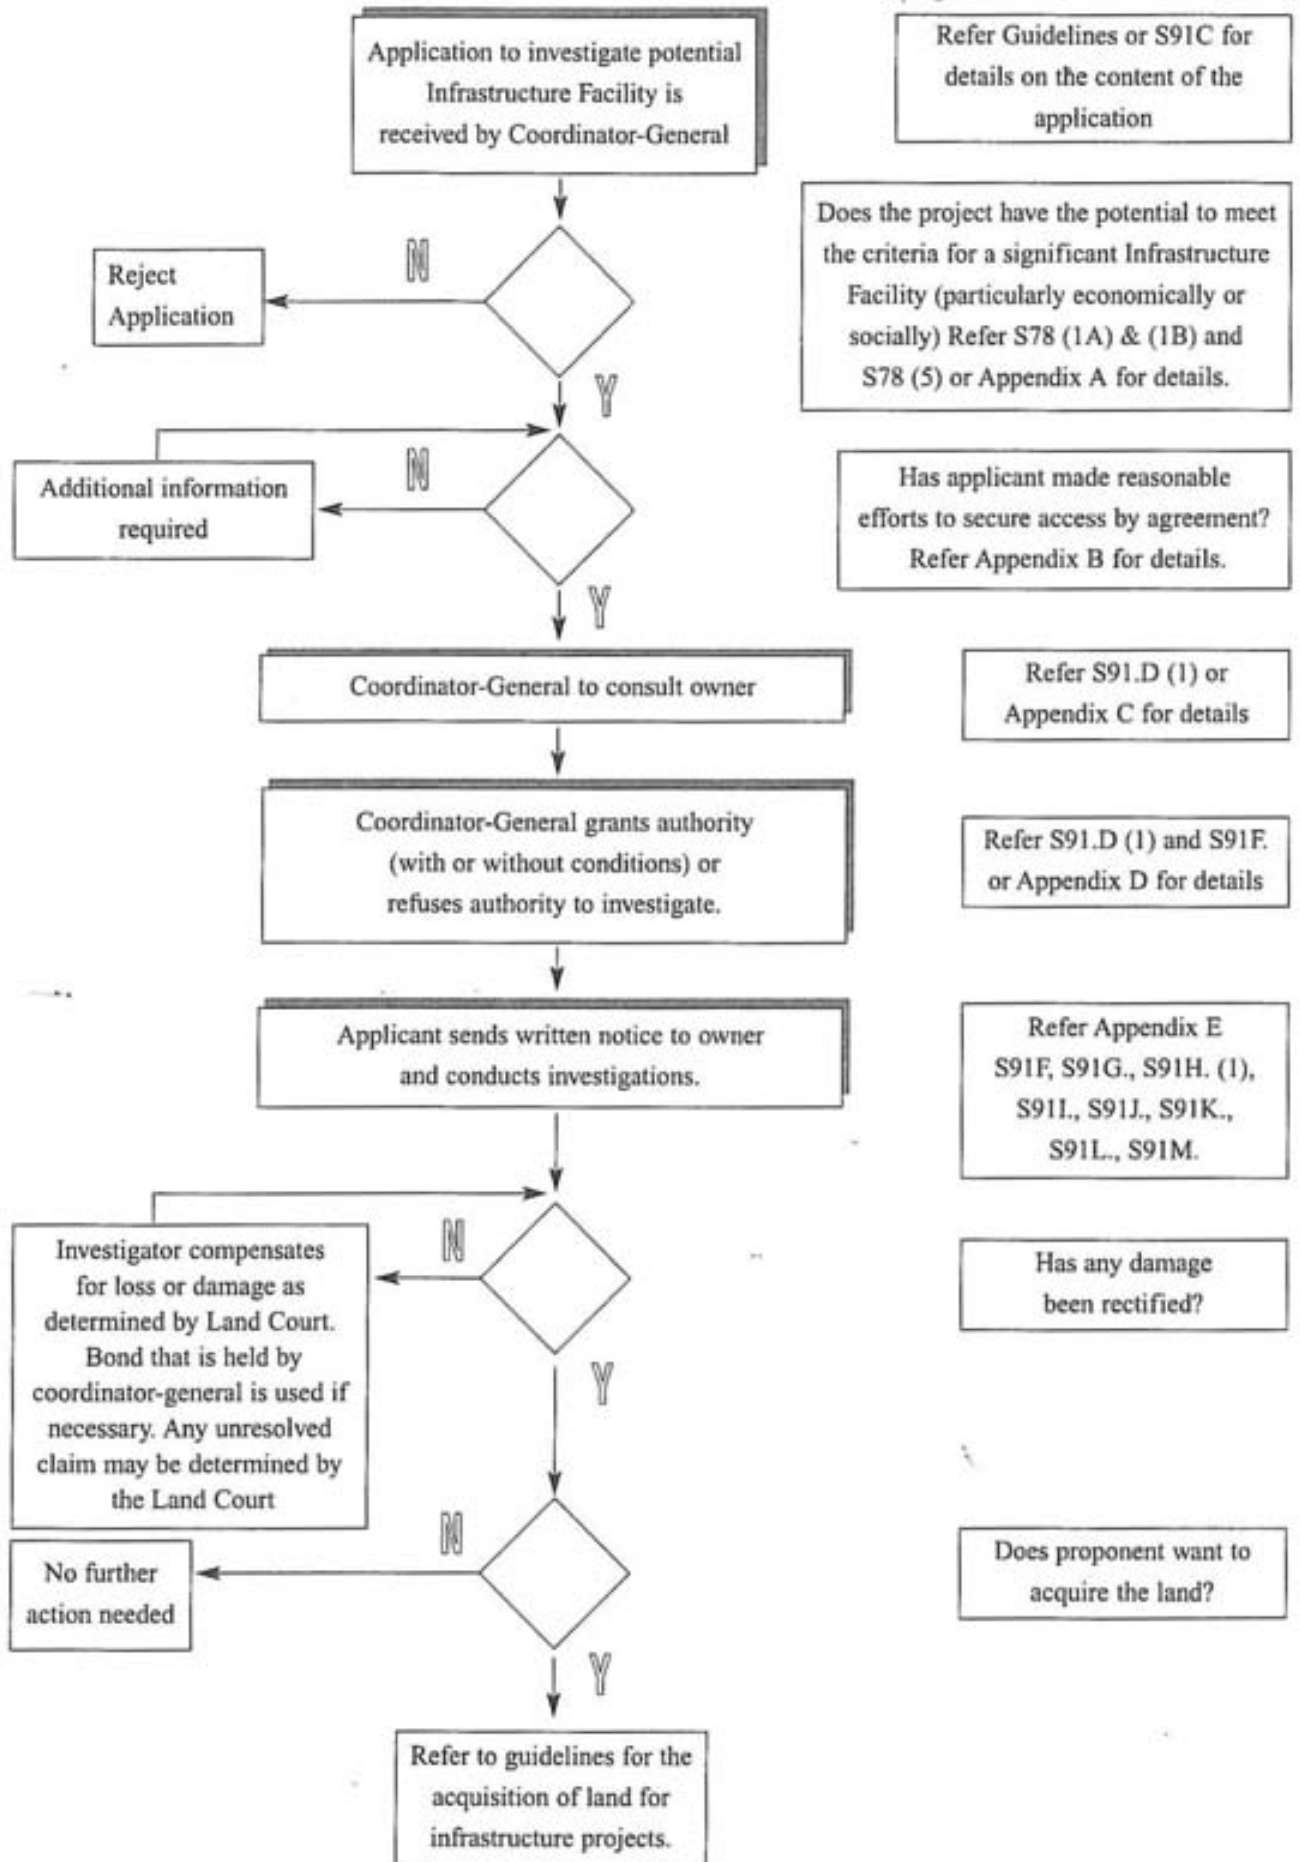 Application to investigate potential
Infrastructure Facility is
received by Coordinator-General
Refer Guidelines or S91C for
details on the content of the
application
Does the project have the potential to meet
the criteria for a significant Infrastructure
Facility (particularly economically or
socially) Refer S78 (1A) & (1B) and
S78 (5) or Appendix A for details.
N
Reject
Application
Y
N
Additional information
required
Has applicant made reasonable
efforts to secure access by agreement?
Refer Appendix B for details.
Y
Coordinator-General to consult owner
Refer S91.D (1) or
Appendix C for details
Coordinator-General grants authority
(with or without conditions) or
refuses authority to investigate.
Refer S91.D (1) and S91F.
or Appendix D for details
Applicant sends written notice to owner
and conducts investigations.
Refer Appendix E
S91F, S91G., S91H. (1),
S91I., S91J., S91K.,
S91L., S91M.
N
Investigator compensates
for loss or damage as
determined by Land Court.
Bond that is held by
coordinator-general is used if
necessary. Any unresolved
claim may be determined by
the Land Court
Has any damage
been rectified?
Y
N
No further
action needed
Does proponent want to
acquire the land?
Y
Refer to guidelines for the
acquisition of land for
infrastructure projects.